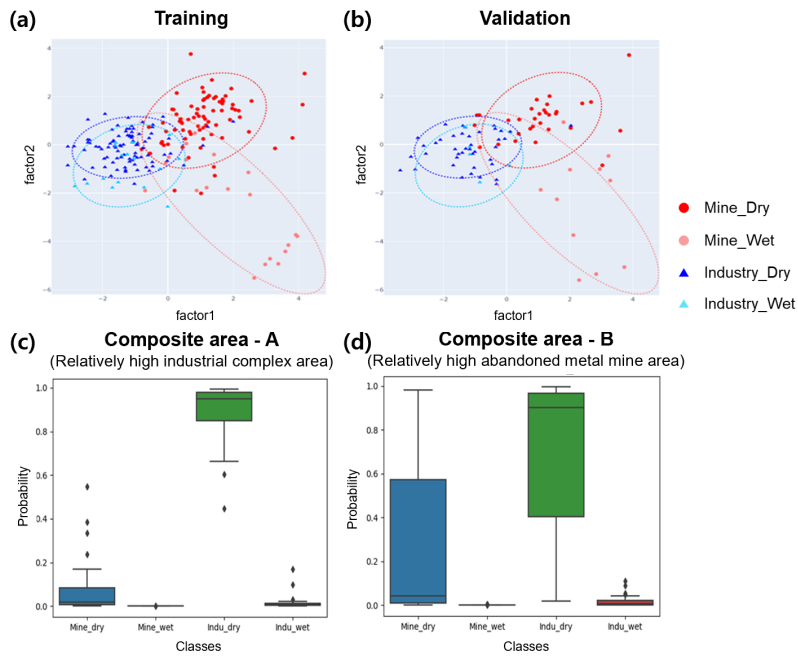 (a)
Training
(b)
Validation
4
2
0
−2
−4
−6
factor2
−2
0
2
4
factor1
4
2
0
−2
−4
−6
factor2
−2
0
2
4
factor1
Mine_Dry
Mine_Wet
Industry_Dry
Industry_Wet
(c)
Composite area - A
(Relatively high industrial complex area)
(d)
Composite area - B
(Relatively high abandoned metal mine area)
1.0
0.8
0.6
0.4
0.2
0.0
Probability
Mine_dry
Mine_wet
Indu_dry
Indu_wet
Classes
1.0
0.8
0.6
0.4
0.2
0.0
Probability
Mine_dry
Mine_wet
Indu_dry
Indu_wet
Classes